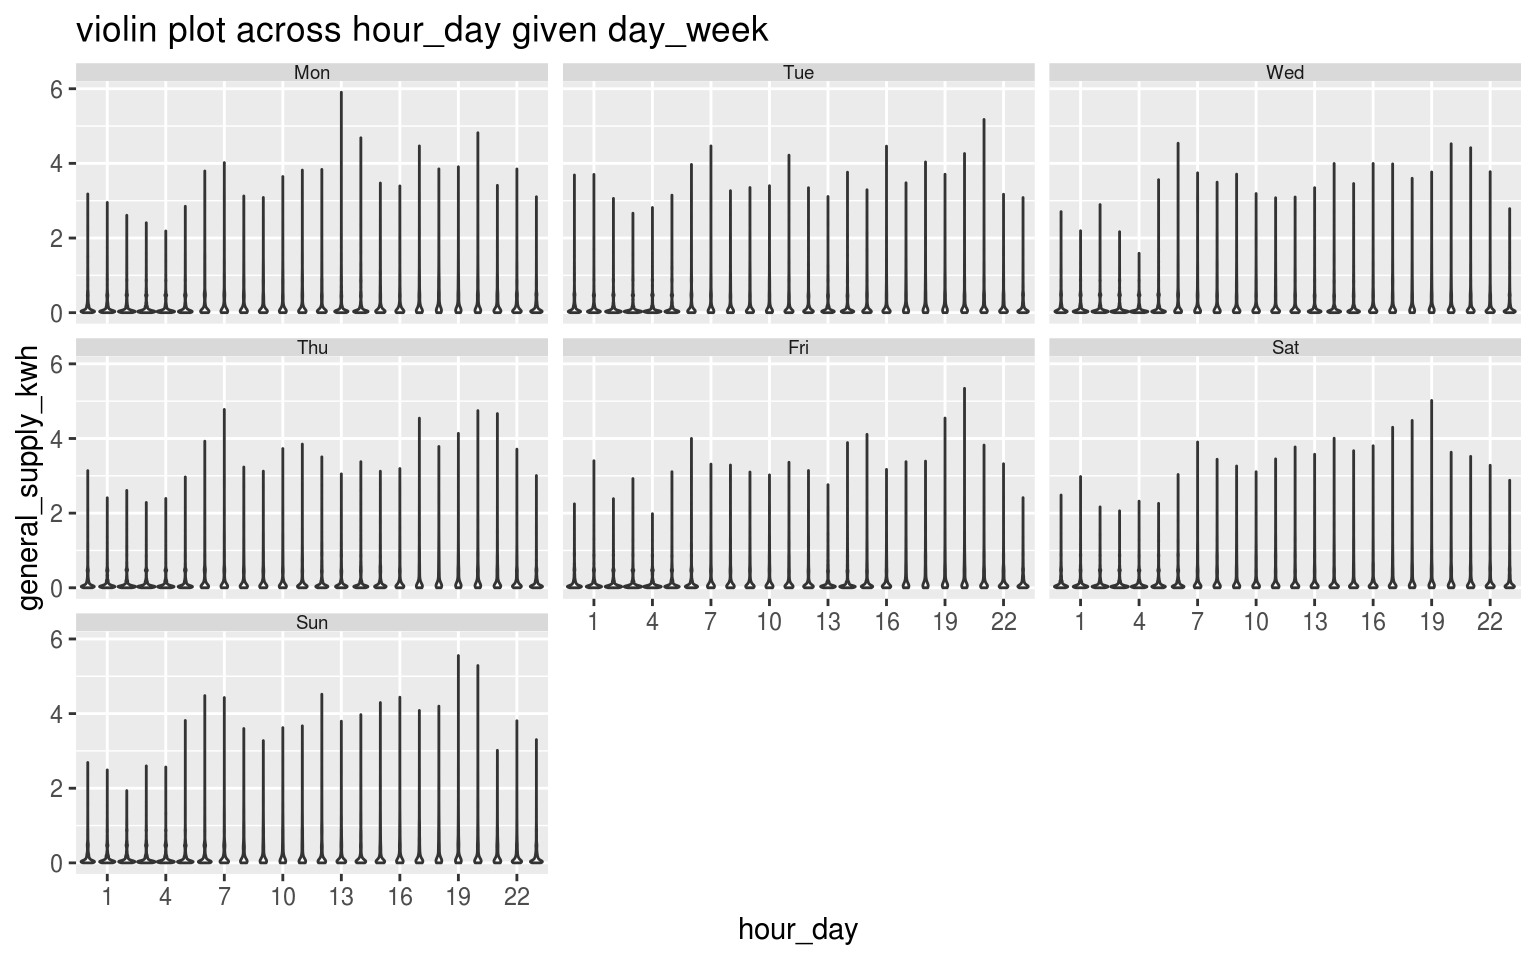 violin plot across hour_day given day_week
Mon
Tue
Wed
6
4
2
0
Thu
Fri
Sat
6
4
2
0
1 4 7 10 13 16 19 22
1 4 7 10 13 16 19 22
Sun
6
4
2
0
1 4 7 10 13 16 19 22
general_supply_kwh
hour_day